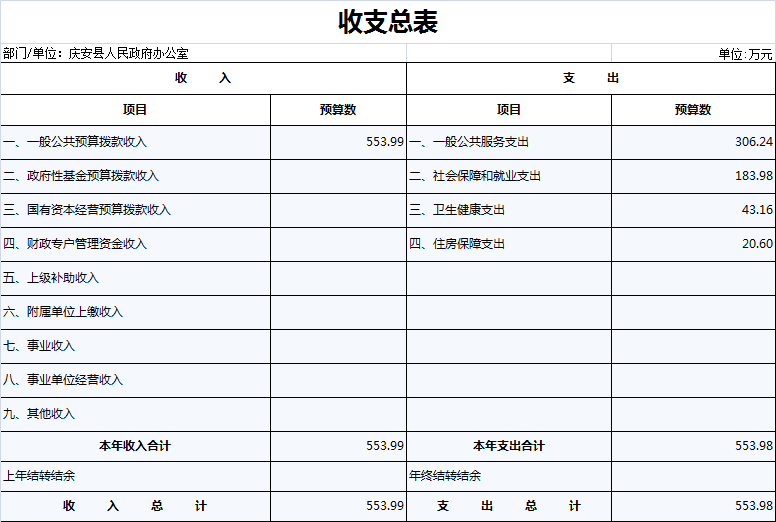 收支总表
部门/单位：庆安县人民政府办公室 单位:万元
收 入 支 出
项目 预算数 项目 预算数
一、一般公共预算拨款收入 553.99 一、一般公共服务支出 306.24
二、政府性基金预算拨款收入 二、社会保障和就业支出 183.98
三、国有资本经营预算拨款收入 三、卫生健康支出 43.16
四、财政专户管理资金收入 四、住房保障支出 20.60
五、上级补助收入
六、附属单位上缴收入
七、事业收入
八、事业单位经营收入
九、其他收入
本年收入合计 553.99 本年支出合计 553.98
上年结转结余 年终结转结余
收 入 总 计 553.99 支 出 总 计 553.98